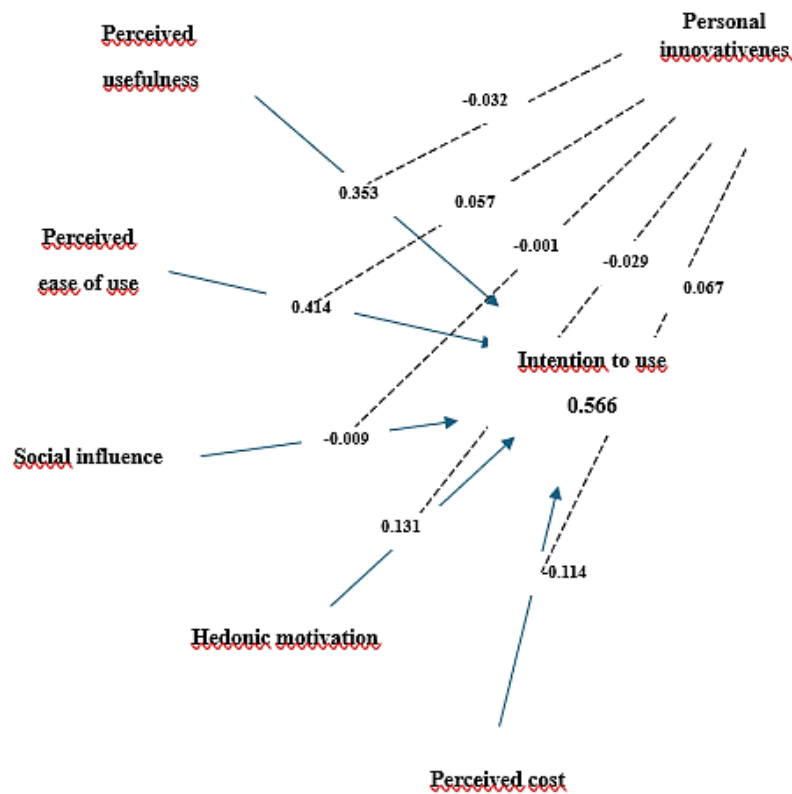 Personal
innovativenes
Perceived
usefulness
-0.032
0.353
0.057
Perceived
ease of use
-0.001
-0.029
0.067
0.414
Intention to use
0.566
Social influence
-0.009
0.131
-0.114
Hedonic motivation
Perceived cost